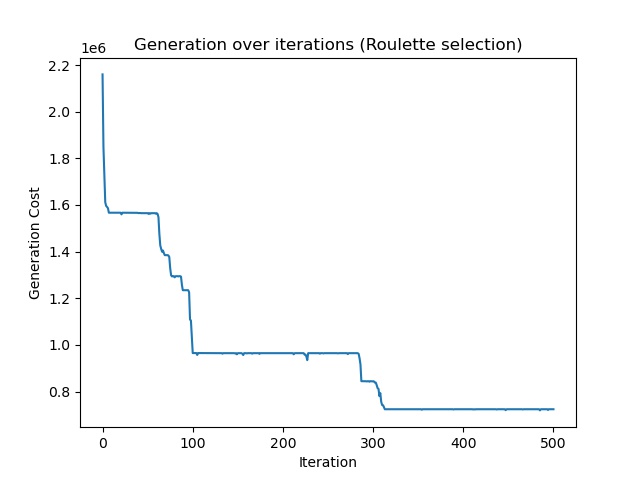 Generation over iterations (Roulette selection)
1e6
2.2
2.0
1.8
1.6
1.4
1.2
1.0
0.8
Generation Cost
0 100 200 300 400 500
Iteration